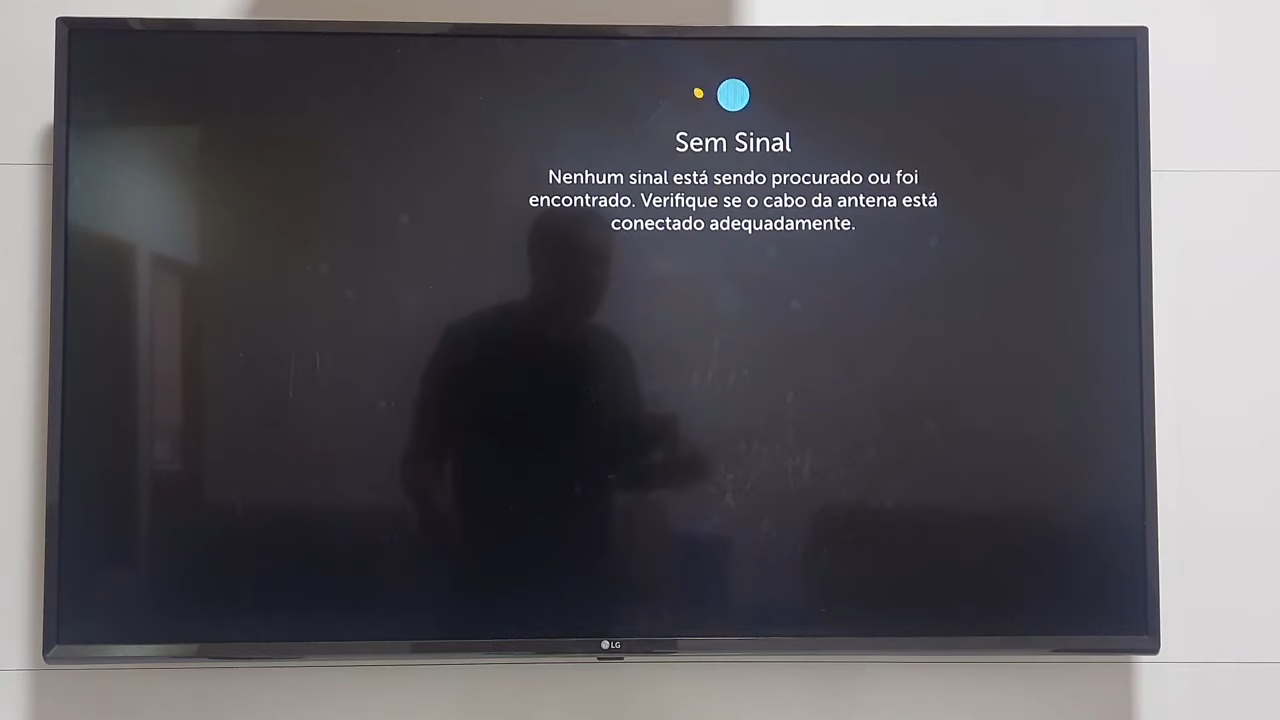 Sem Sinal
Nenhum sinal está sendo procurado ou foi
encontrado. Verifique se o cabo da antena está
conectado adequadamente.
LG